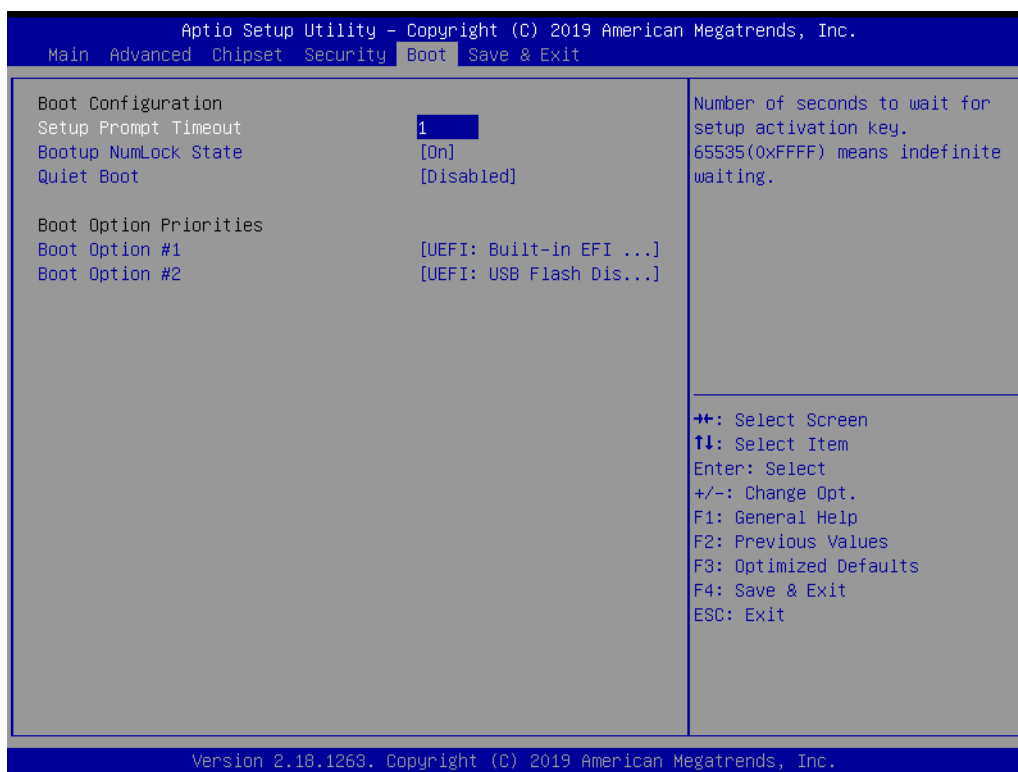 Aptio Setup Utility – Copyright (C) 2019 American Megatrends, Inc.
Main Advanced Chipset Security Boot Save & Exit
Boot Configuration
Setup Prompt Timeout 1
Bootup NumLock State [On]
Quiet Boot [Disabled]
Boot Option Priorities
Boot Option #1 [UEFI: Built-in EFI ...]
Boot Option #2 [UEFI: USB Flash Dis...]
Number of seconds to wait for
setup activation key.
65535(0xFFFF) means indefinite
waiting.
→←: Select Screen
↑↓: Select Item
Enter: Select
+/-: Change Opt.
F1: General Help
F2: Previous Values
F3: Optimized Defaults
F4: Save & Exit
ESC: Exit
Version 2.18.1263. Copyright (C) 2019 American Megatrends, Inc.